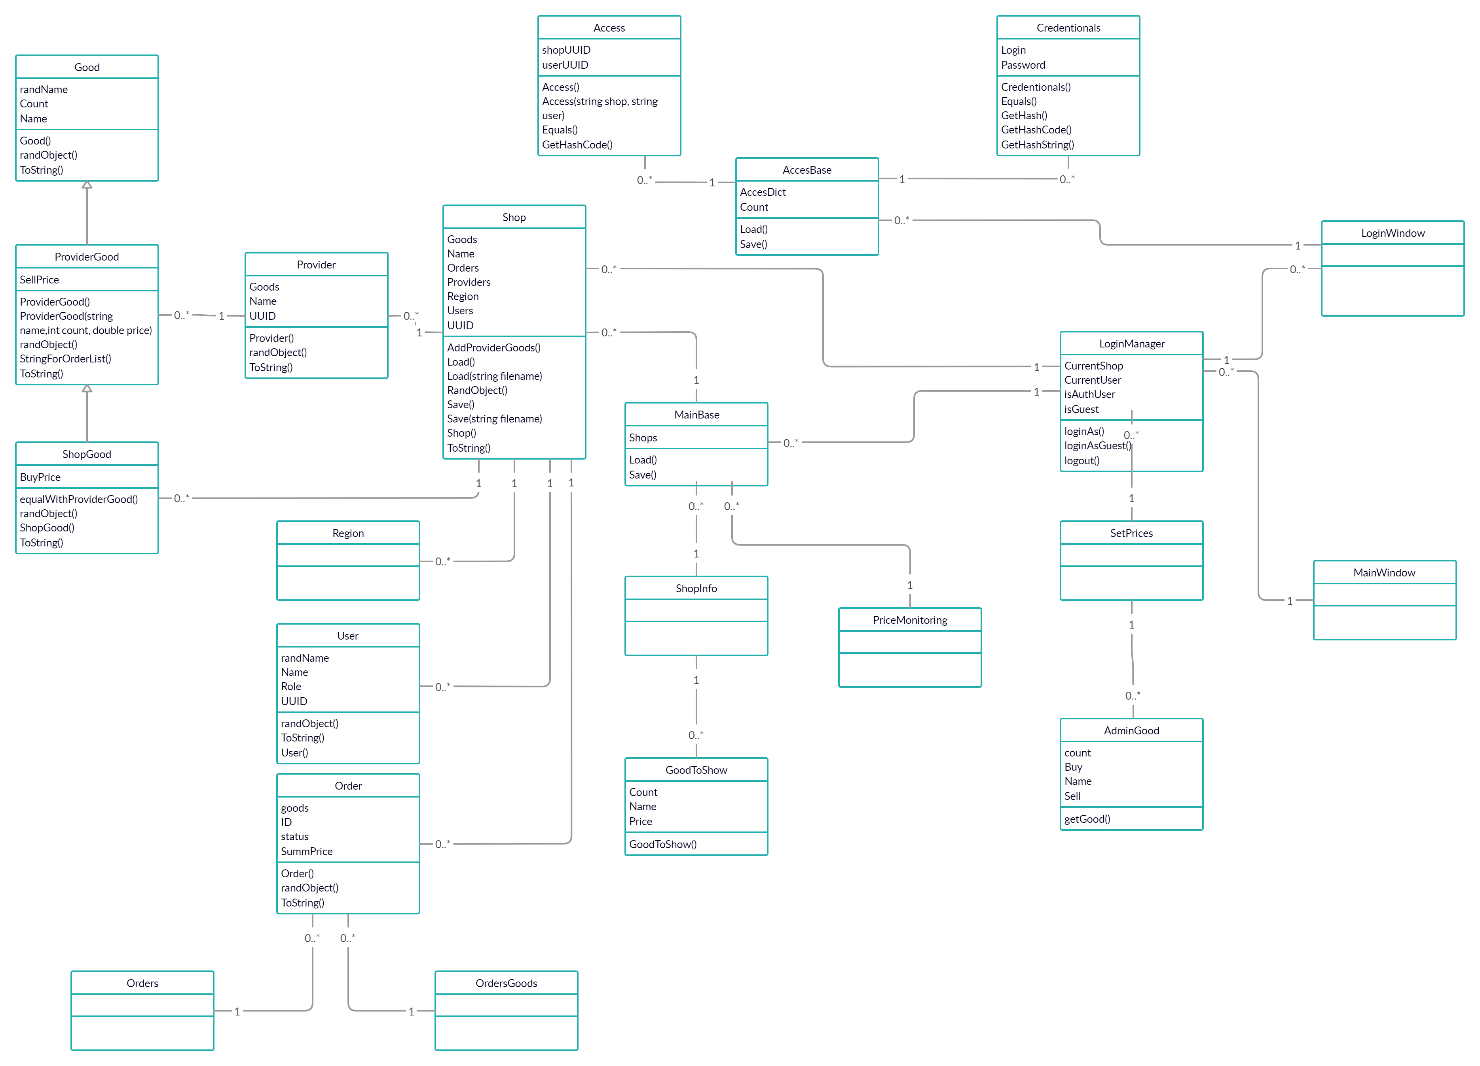 Good
randName
Count
Name
Good()
randObject()
ToString()
ProviderGood
SellPrice
ProviderGood()
ProviderGood(string
name,int count, double price)
randObject()
StringForOrderList()
ToString()
0..*
1
ShopGood
BuyPrice
equalWithProviderGood()
randObject()
ShopGood()
ToString()
0..*
Provider
Goods
Name
UUID
Provider()
randObject()
ToString()
0..*
1
Shop
Goods
Name
Orders
Providers
Region
Users
UUID
AddProviderGoods()
Load()
Load(string filename)
RandObject()
Save()
Save(string filename)
Shop()
ToString()
1
1
1
1
0..*
0..*
Region
0..*
User
randName
Name
Role
UUID
randObject()
ToString()
User()
0..*
Order
goods
ID
status
SummPrice
Order()
randObject()
ToString()
0..*
0..*
0..*
Orders
1
OrdersGoods
1
Access
shopUUID
userUUID
Access()
Access(string shop, string
user)
Equals()
GetHashCode()
0..*
1
AccesBase
AccesDict
Count
Load()
Save()
1
0..*
0..*
Credentionals
Login
Password
Credentionals()
Equals()
GetHash()
GetHashCode()
GetHashString()
LoginWindow
1
0..*
1
MainBase
Shops
Load()
Save()
0..*
0..*
0..*
1
ShopInfo
1
0..*
GoodToShow
Count
Name
Price
GoodToShow()
1
PriceMonitoring
LoginManager
CurrentShop
CurrentUser
isAuthUser
isGuest
loginAs()
loginAsGuest()
logout()
1
1
1
0..*
0..*
1
SetPrices
1
0..*
AdminGood
count
Buy
Name
Sell
getGood()
MainWindow
1